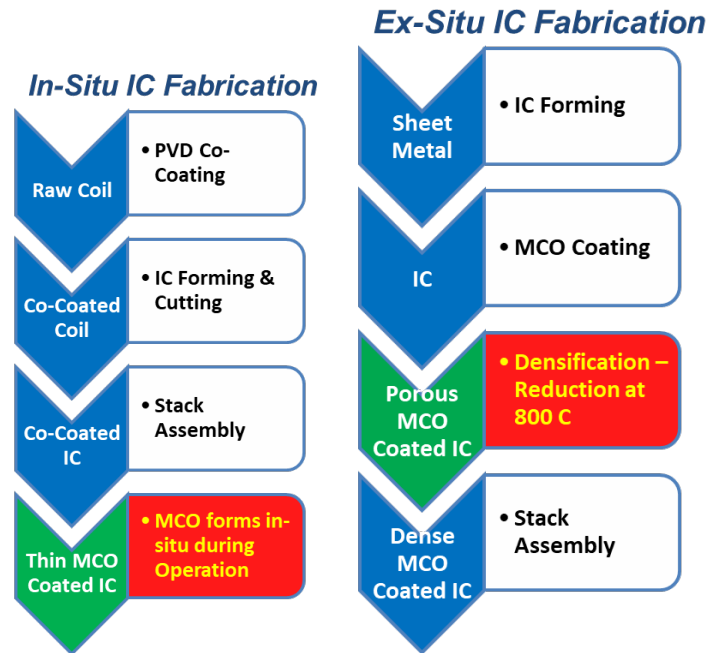 In-Situ IC Fabrication
Raw Coil
• PVD Co-
Coating
Co-Coated
Coil
• IC Forming &
Cutting
Co-Coated
IC
• Stack
Assembly
Thin MCO
Coated IC
• MCO forms in-
situ during
Operation
Ex-Situ IC Fabrication
Sheet
Metal
• IC Forming
IC
• MCO Coating
Porous
MCO
Coated IC
• Densification –
Reduction at
800 C
Dense
MCO
Coated IC
• Stack
Assembly